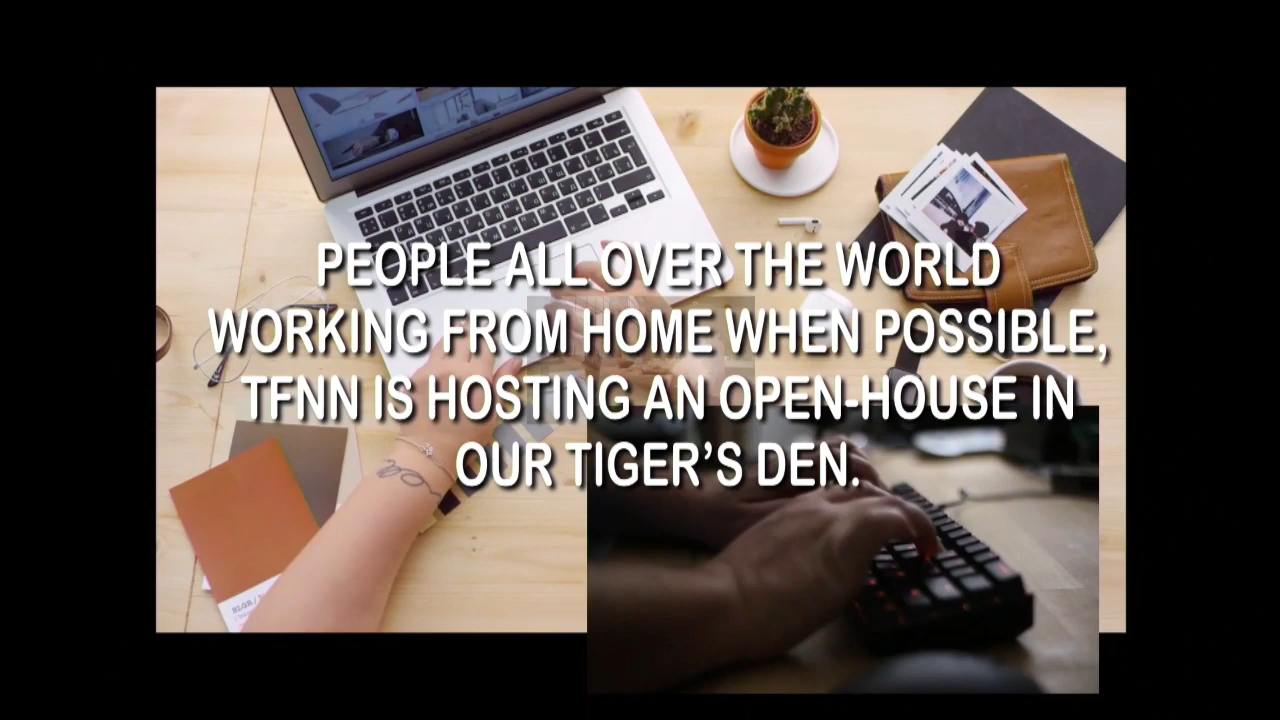 PEOPLE ALL OVER THE WORLD
WORKING FROM HOME WHEN POSSIBLE,
TFNN IS HOSTING AN OPEN-HOUSE IN
OUR TIGER’S DEN.